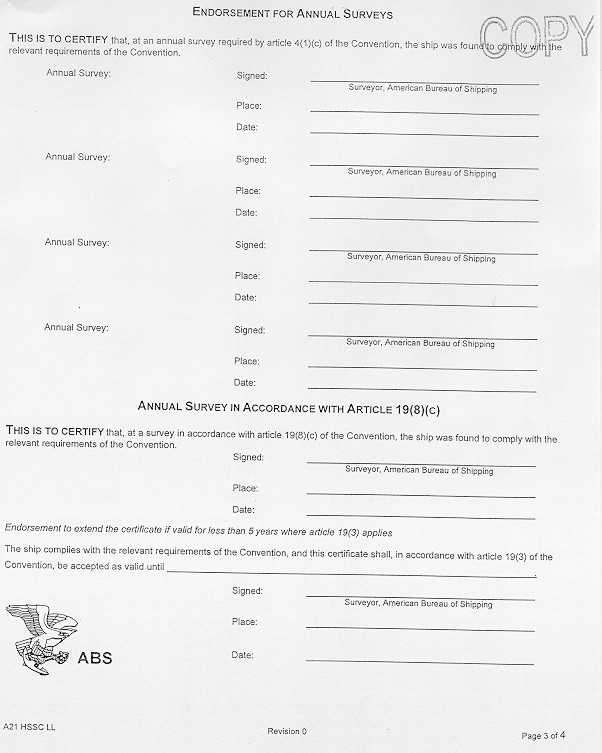 ENDORSEMENT FOR ANNUAL SURVEYS
COPY
THIS IS TO CERTIFY that, at an annual survey required by article 4(1)(c) of the Convention, the ship was found to comply with the
relevant requirements of the Convention.
Annual Survey: Signed:
Surveyor, American Bureau of Shipping
Place:
Date:
Annual Survey: Signed:
Surveyor, American Bureau of Shipping
Place:
Date:
Annual Survey: Signed:
Surveyor, American Bureau of Shipping
Place:
Date:
Annual Survey: Signed:
Surveyor, American Bureau of Shipping
Place:
Date:
ANNUAL SURVEY IN ACCORDANCE WITH ARTICLE 19(8)(C)
THIS IS TO CERTIFY that, at a survey in accordance with article 19(8)(c) of the Convention, the ship was found to comply with the
relevant requirements of the Convention.
Signed:
Surveyor, American Bureau of Shipping
Place:
Date:
Endorsement to extend the certificate if valid for less than 5 years where article 19(3) applies
The ship complies with the relevant requirements of the Convention, and this certificate shall, in accordance with article 19(3) of the
Convention, be accepted as valid until .
Signed:
Surveyor, American Bureau of Shipping
Place:
ABS Date:
A21 HSSC LL Revision 0 Page 3 of 4